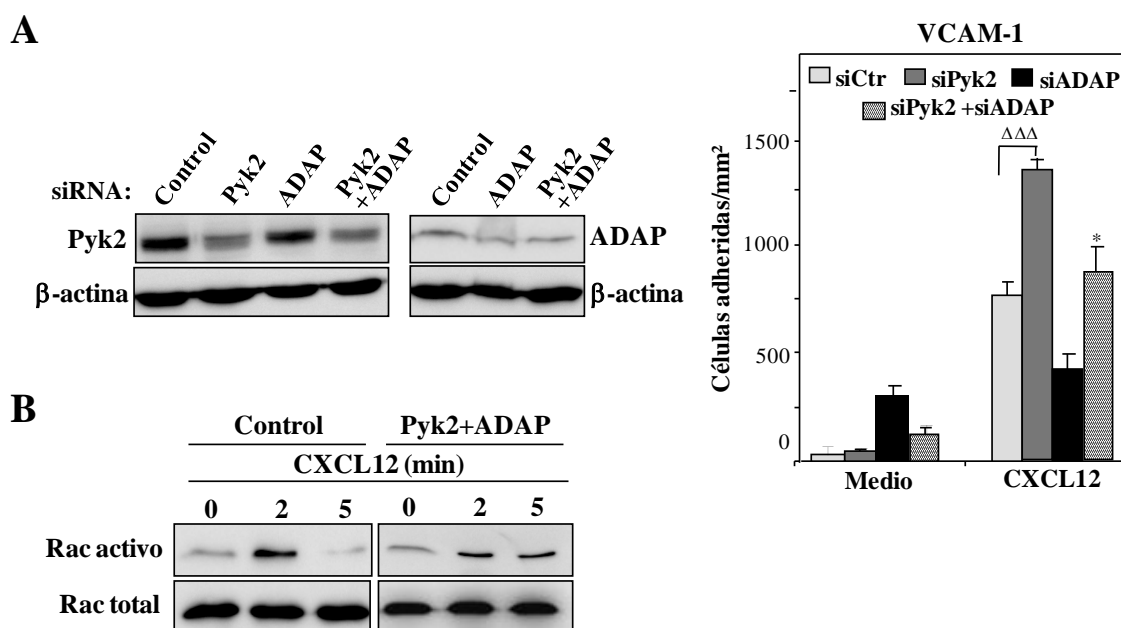 A
siRNA:
Control
Pyk2
ADAP
Pyk2
+ADAP
Control
ADAP
Pyk2
+ADAP
Pyk2
ADAP
β-actina
β-actina
VCAM-1
siCtr siPyk2 siADAP
siPyk2 +siADAP
Células adheridas/mm²
1500
1000
500
0
ΔΔΔ
*
Medio CXCL12
B
Control Pyk2+ADAP
CXCL12 (min)
0 2 5 0 2 5
Rac activo
Rac total